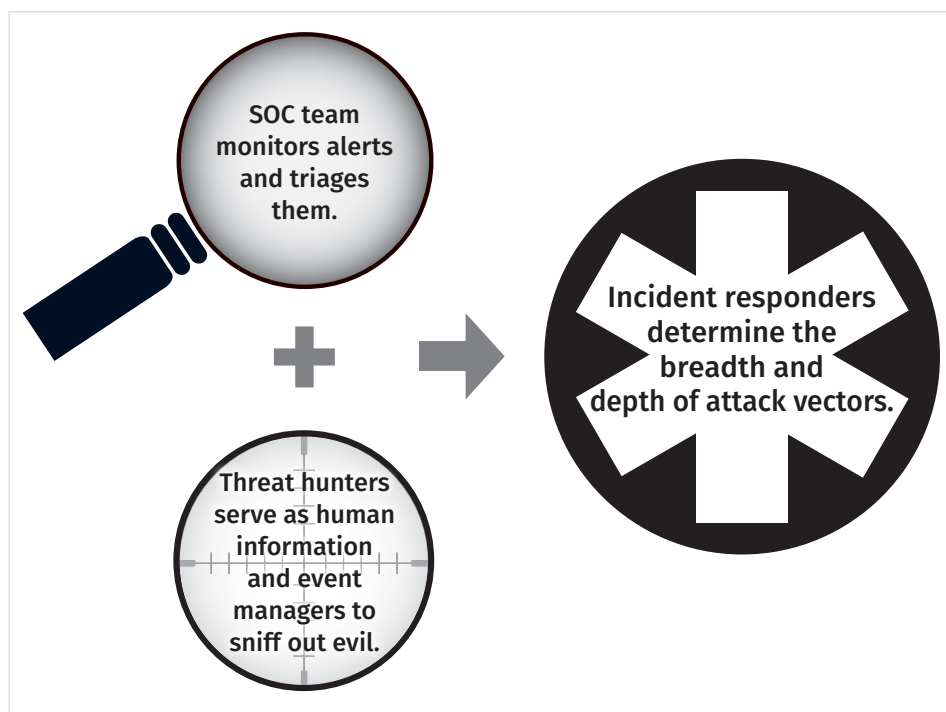 SOC team
monitors alerts
and triages
them.
Threat hunters
serve as human
information
and event
managers to
sniff out evil.
Incident responders
determine the
breadth and
depth of attack vectors.